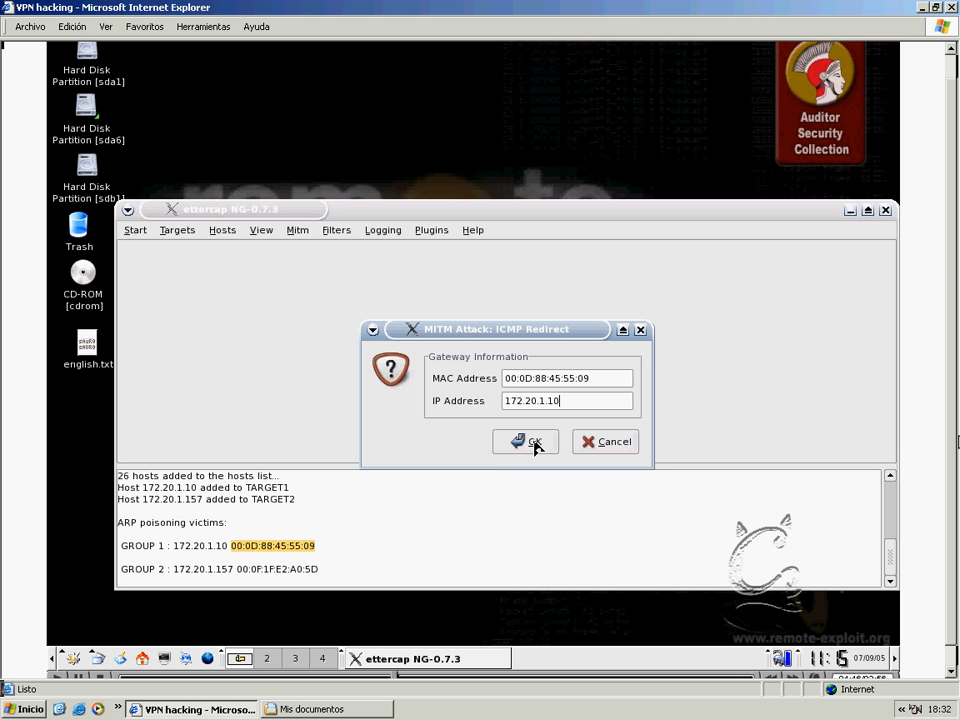 VPN hacking - Microsoft Internet Explorer
Archivo Edición Ver Favoritos Herramientas Ayuda
Hard Disk
Partition [sda1]
Hard Disk
Partition [sda6]
Hard Disk
Partition [sdb1]
Trash
CD-ROM
[cdrom]
english.txt
Auditor
Security
Collection
ettercap NG-0.7.3
Start Targets Hosts View Mitm Filters Logging Plugins Help
MITM Attack: ICMP Redirect
Gateway Information
MAC Address 00:0D:88:45:55:09
IP Address 172.20.1.10
OK Cancel
26 hosts added to the hosts list...
Host 172.20.1.10 added to TARGET1
Host 172.20.1.157 added to TARGET2
ARP poisoning victims:
GROUP 1 : 172.20.1.10 00:0D:88:45:55:09
GROUP 2 : 172.20.1.157 00:0F:1F:E2:A0:5D
www.remote-exploit.org
2 3 4 ettercap NG-0.7.3 07/09/05
Listo Internet
Inicio VPN hacking - Microso... Mis documentos 18:32